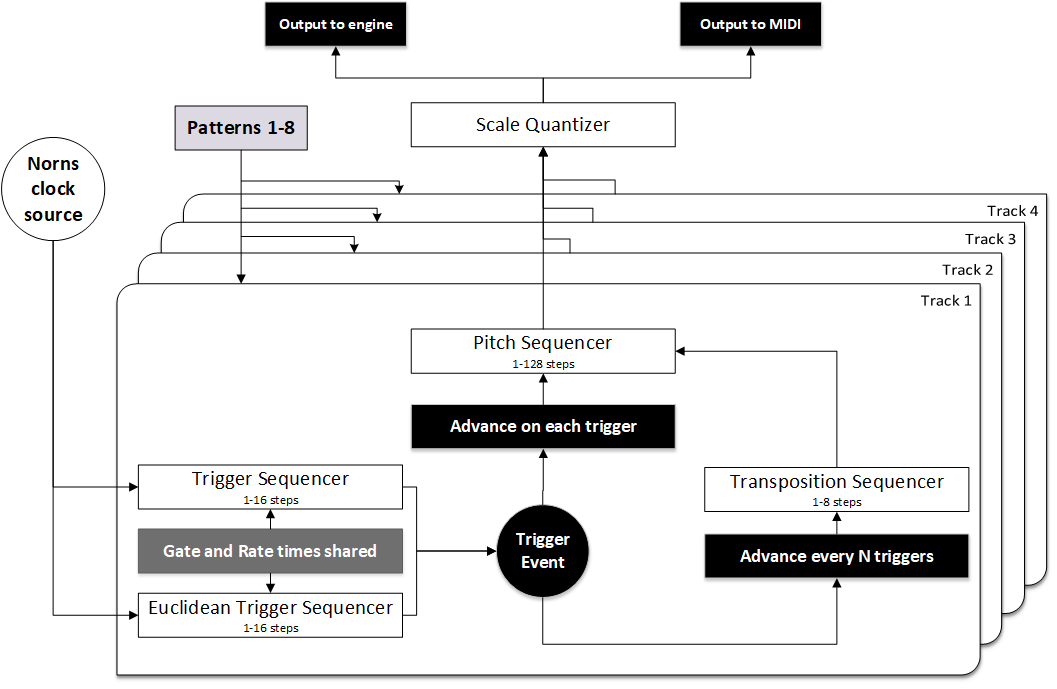 Output to engine
Output to MIDI
Scale Quantizer
Patterns 1-8
Norns
clock
source
Track 4
Track 3
Track 2
Track 1
Pitch Sequencer
1-128 steps
Advance on each trigger
Trigger Sequencer
1-16 steps
Transposition Sequencer
1-8 steps
Gate and Rate times shared
Trigger
Event
Advance every N triggers
Euclidean Trigger Sequencer
1-16 steps